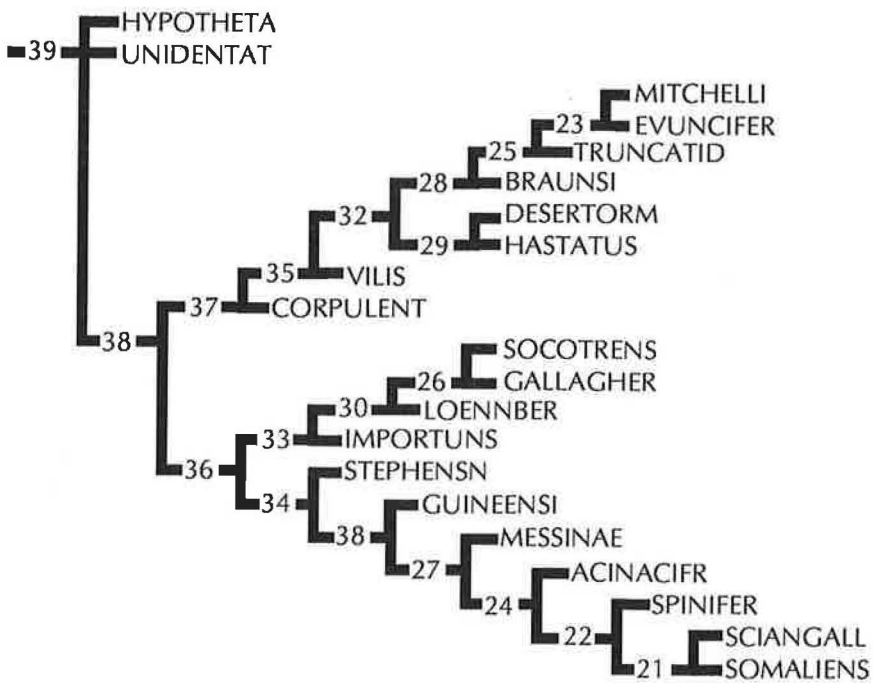 HYPOTHETA
39 UNIDENTAT
MITCHELLI
23 EVUNCIFER
25 TRUNCATID
28 BRAUNSI
32 DESERTORM
29 HASTATUS
35 VILIS
37 CORPULENT
38
SOCOTRENS
26 GALLAGHER
30 LOENNBER
33 IMPORTUNS
36 STEPHENSN
34 GUINEENSI
38 MESSINAE
27 ACINACIFR
24 SPINIFER
22 SCIANGALL
21 SOMALIENS